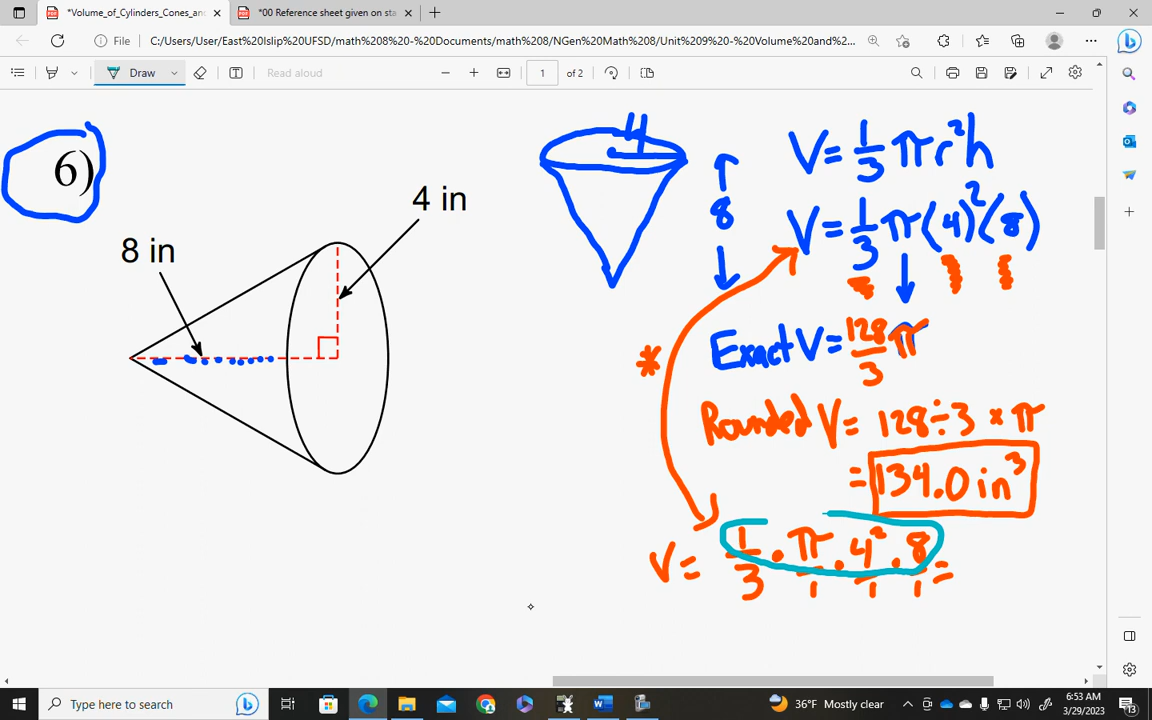 *Volume_of_Cylinders_Cones_and
*00 Reference sheet given on sta
File
C:/Users/User/East%20Islip%20UFSD/math%208%20-%20Documents/math%208/NGen%20Math%208/Unit%209%20-%20Volume%20and%2...
Draw
Read aloud
1
of 2
6)
8 in
4 in
4
8
V = 1/3 πr²h
V = 1/3 π(4)²(8)
Exact V = 128/3 π
* Rounded V = 128 ÷ 3 × π
= 134.0 in³
V = 1/3 · π/1 · 4²/1 · 8/1 =
Type here to search
36°F Mostly clear
6:53 AM
3/29/2023
13